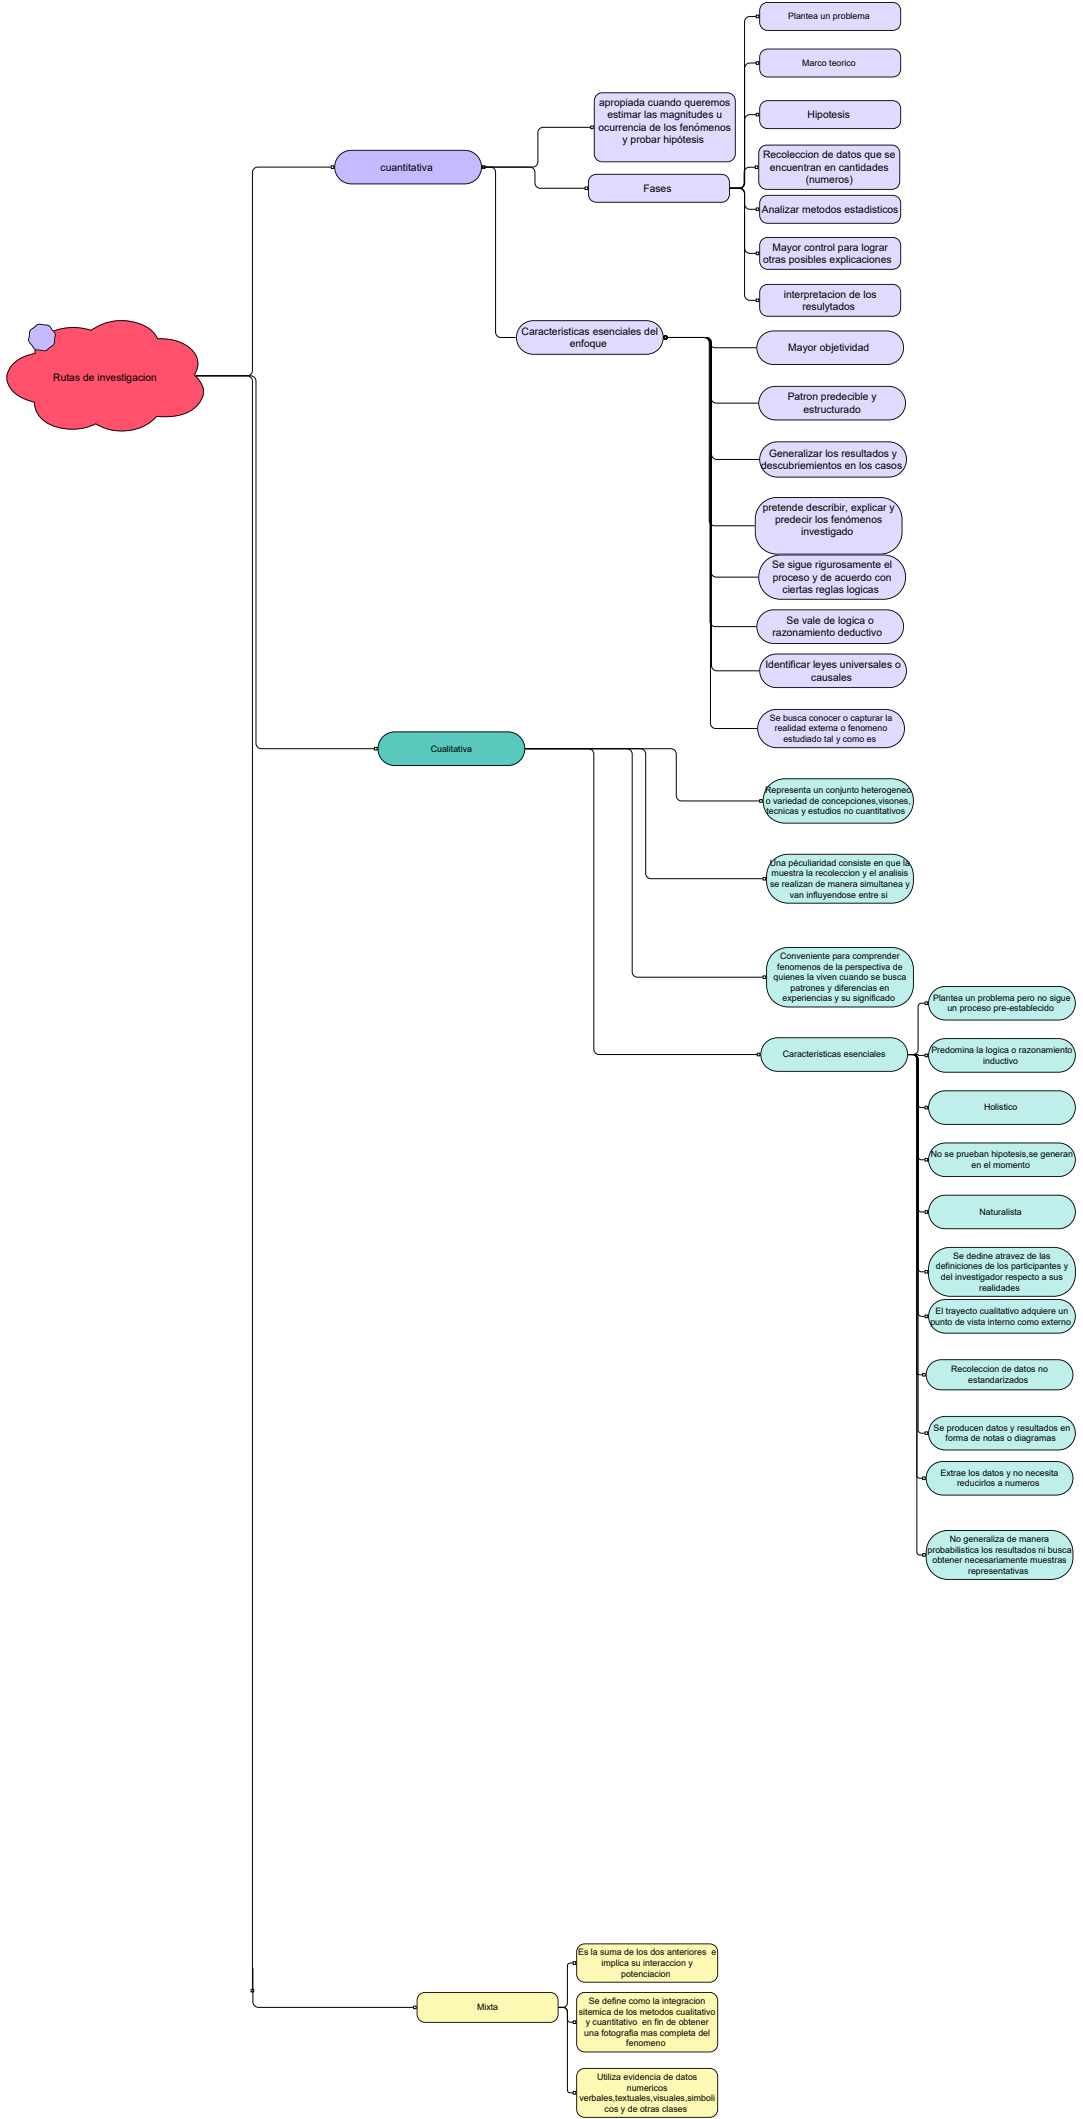 Rutas de investigacion
cuantitativa
apropiada cuando queremos
estimar las magnitudes u
ocurrencia de los fenómenos
y probar hipótesis
Fases
Plantea un problema
Marco teorico
Hipotesis
Recoleccion de datos que se
encuentran en cantidades
(numeros)
Analizar metodos estadisticos
Mayor control para lograr
otras posibles explicaciones
interpretacion de los
resulytados
Caracteristicas esenciales del
enfoque
Mayor objetividad
Patron predecible y
estructurado
Generalizar los resultados y
descubriemientos en los casos
pretende describir, explicar y
predecir los fenómenos
investigado
Se sigue rigurosamente el
proceso y de acuerdo con
ciertas reglas logicas
Se vale de logica o
razonamiento deductivo
Identificar leyes universales o
causales
Se busca conocer o capturar la
realidad externa o fenomeno
estudiado tal y como es
Cualitativa
Representa un conjunto heterogeneo
o variedad de concepciones,visones,
tecnicas y estudios no cuantitativos
Una péculiaridad consiste en que la
muestra la recoleccion y el analisis
se realizan de manera simultanea y
van influyendose entre si
Conveniente para comprender
fenomenos de la perspectiva de
quienes la viven cuando se busca
patrones y diferencias en
experiencias y su significado
Caracteristicas esenciales
Plantea un problema pero no sigue
un proceso pre-establecido
Predomina la logica o razonamiento
inductivo
Holistico
No se prueban hipotesis,se generan
en el momento
Naturalista
Se dedine atravez de las
definiciones de los participantes y
del investigador respecto a sus
realidades
El trayecto cualitativo adquiere un
punto de vista interno como externo
Recoleccion de datos no
estandarizados
Se producen datos y resultados en
forma de notas o diagramas
Extrae los datos y no necesita
reducirlos a numeros
No generaliza de manera
probabilistica los resultados ni busca
obtener necesariamente muestras
representativas
Mixta
Es la suma de los dos anteriores e
implica su interaccion y
potenciacion
Se define como la integracion
sitemica de los metodos cualitativo
y cuantitativo en fin de obtener
una fotografia mas completa del
fenomeno
Utiliza evidencia de datos
numericos
verbales,textuales,visuales,simboli
cos y de otras clases